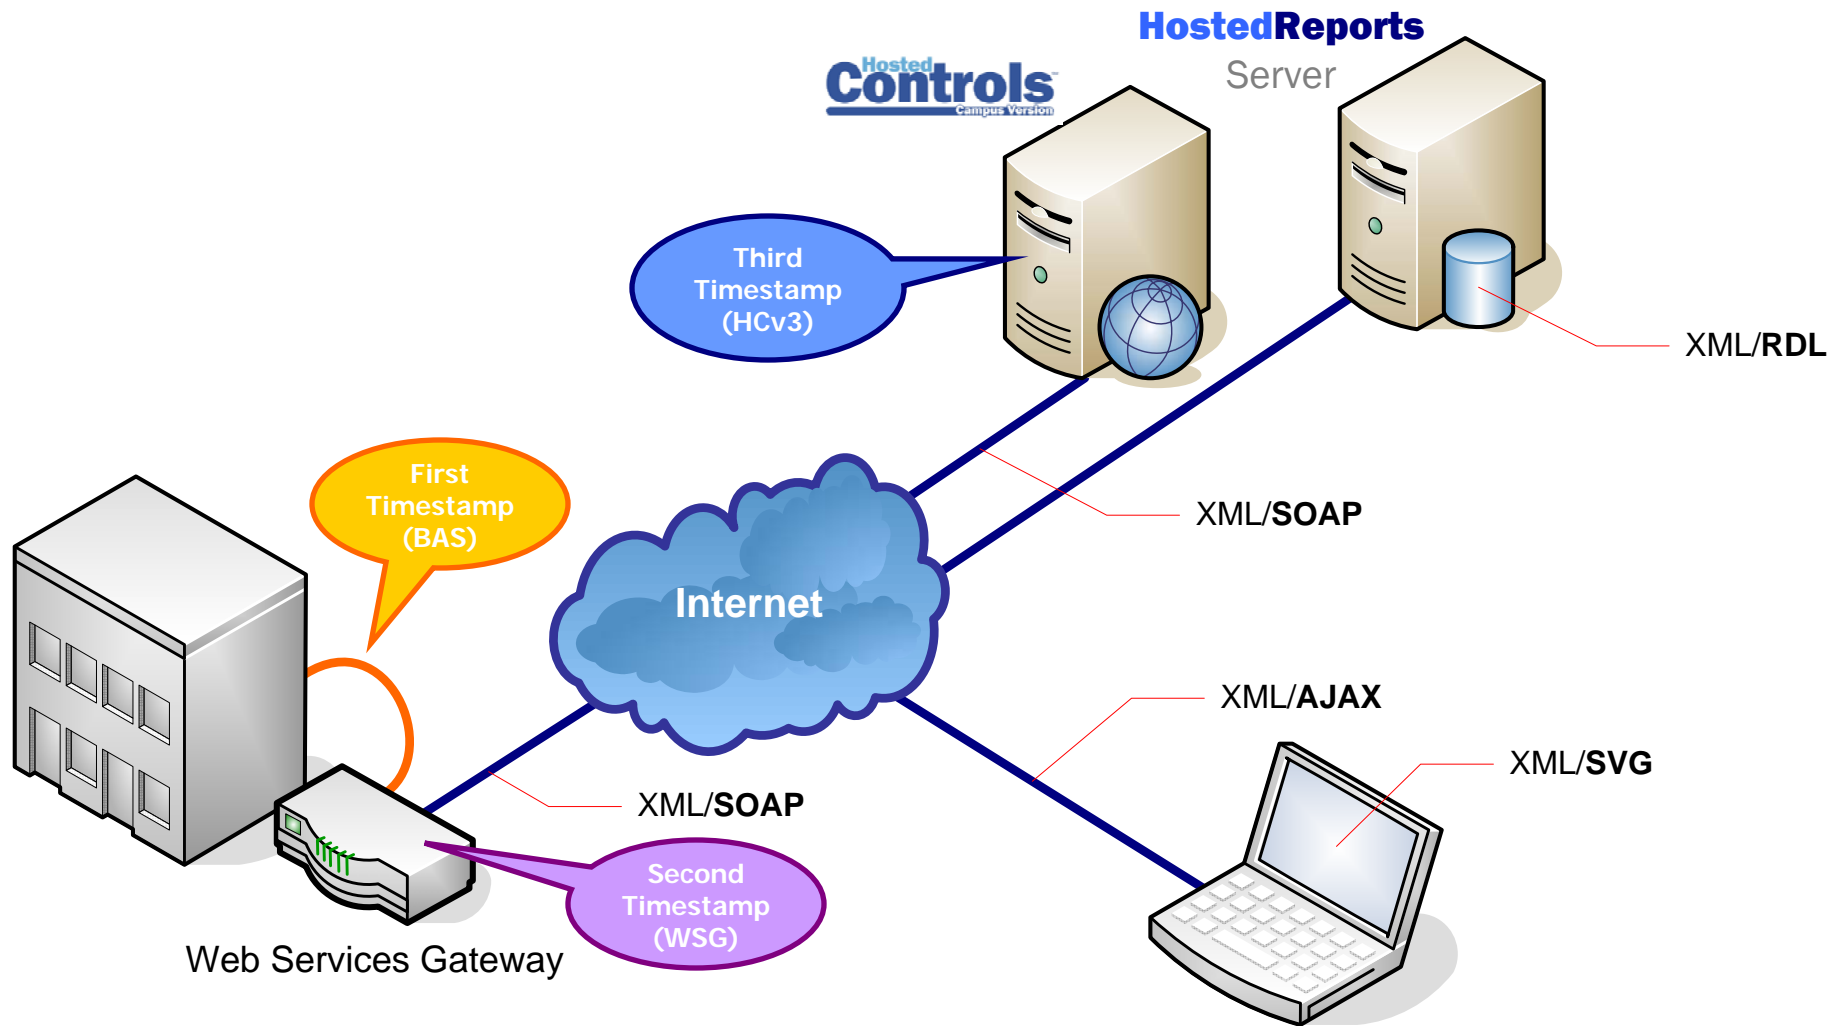 HostedReports
Server
Hosted
Controls
Campus Version
Third
Timestamp
(HCv3)
XML/RDL
First
Timestamp
(BAS)
XML/SOAP
Internet
XML/AJAX
XML/SVG
XML/SOAP
Second
Timestamp
(WSG)
Web Services Gateway